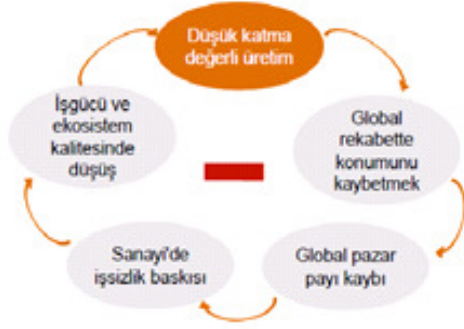 Düşük katma
değerli üretim
Global
rekabette
konumunu
kaybetmek
Global pazar
payı kaybı
Sanayi'de
işsizlik baskısı
İşgücü ve
ekosistem
kalitesinde
düşüş